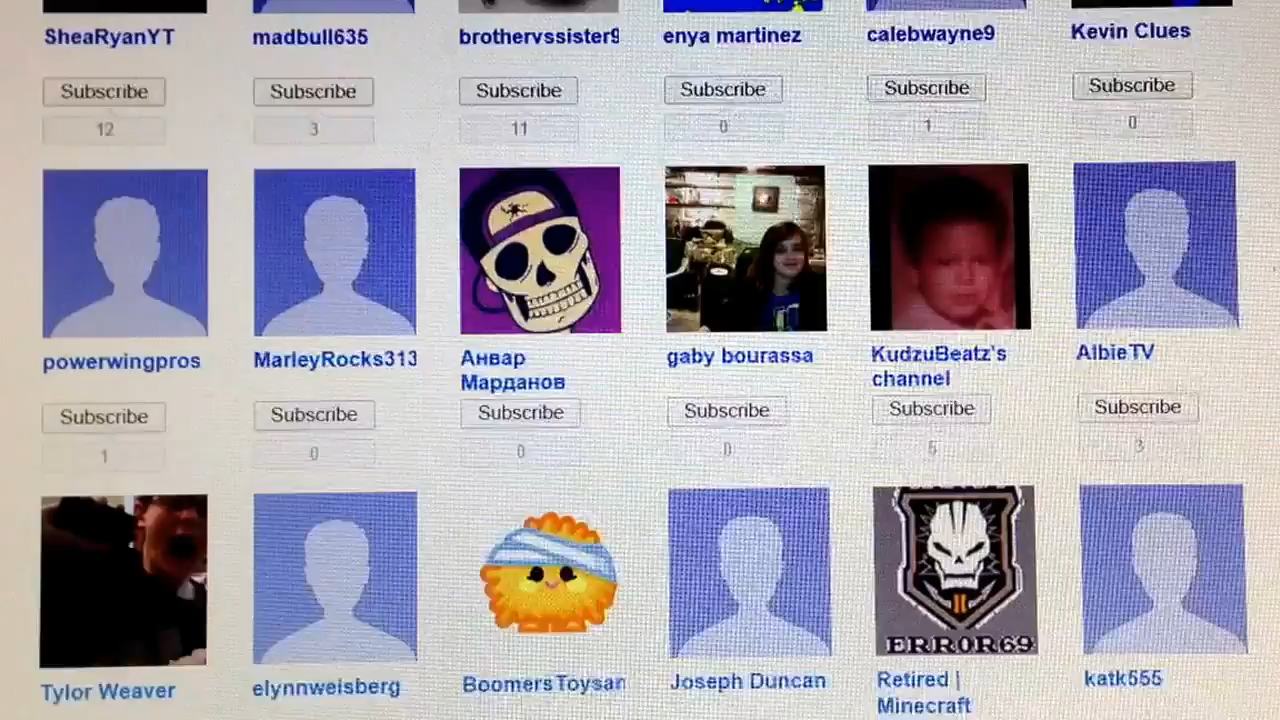 SheaRyanYT madbull635 brothervssister9 enya martinez calebwayne9 Kevin Clues
Subscribe Subscribe Subscribe Subscribe Subscribe Subscribe
12 3 11 0 1 0
powerwingpros MarleyRocks313 Анвар gaby bourassa KudzuBeatz's AlbieTV
Марданов channel
Subscribe Subscribe Subscribe Subscribe Subscribe Subscribe
1 0 0 0 5 3
ERR0R69
Tylor Weaver elynnweisberg BoomersToysan Joseph Duncan Retired | katk555
Minecraft